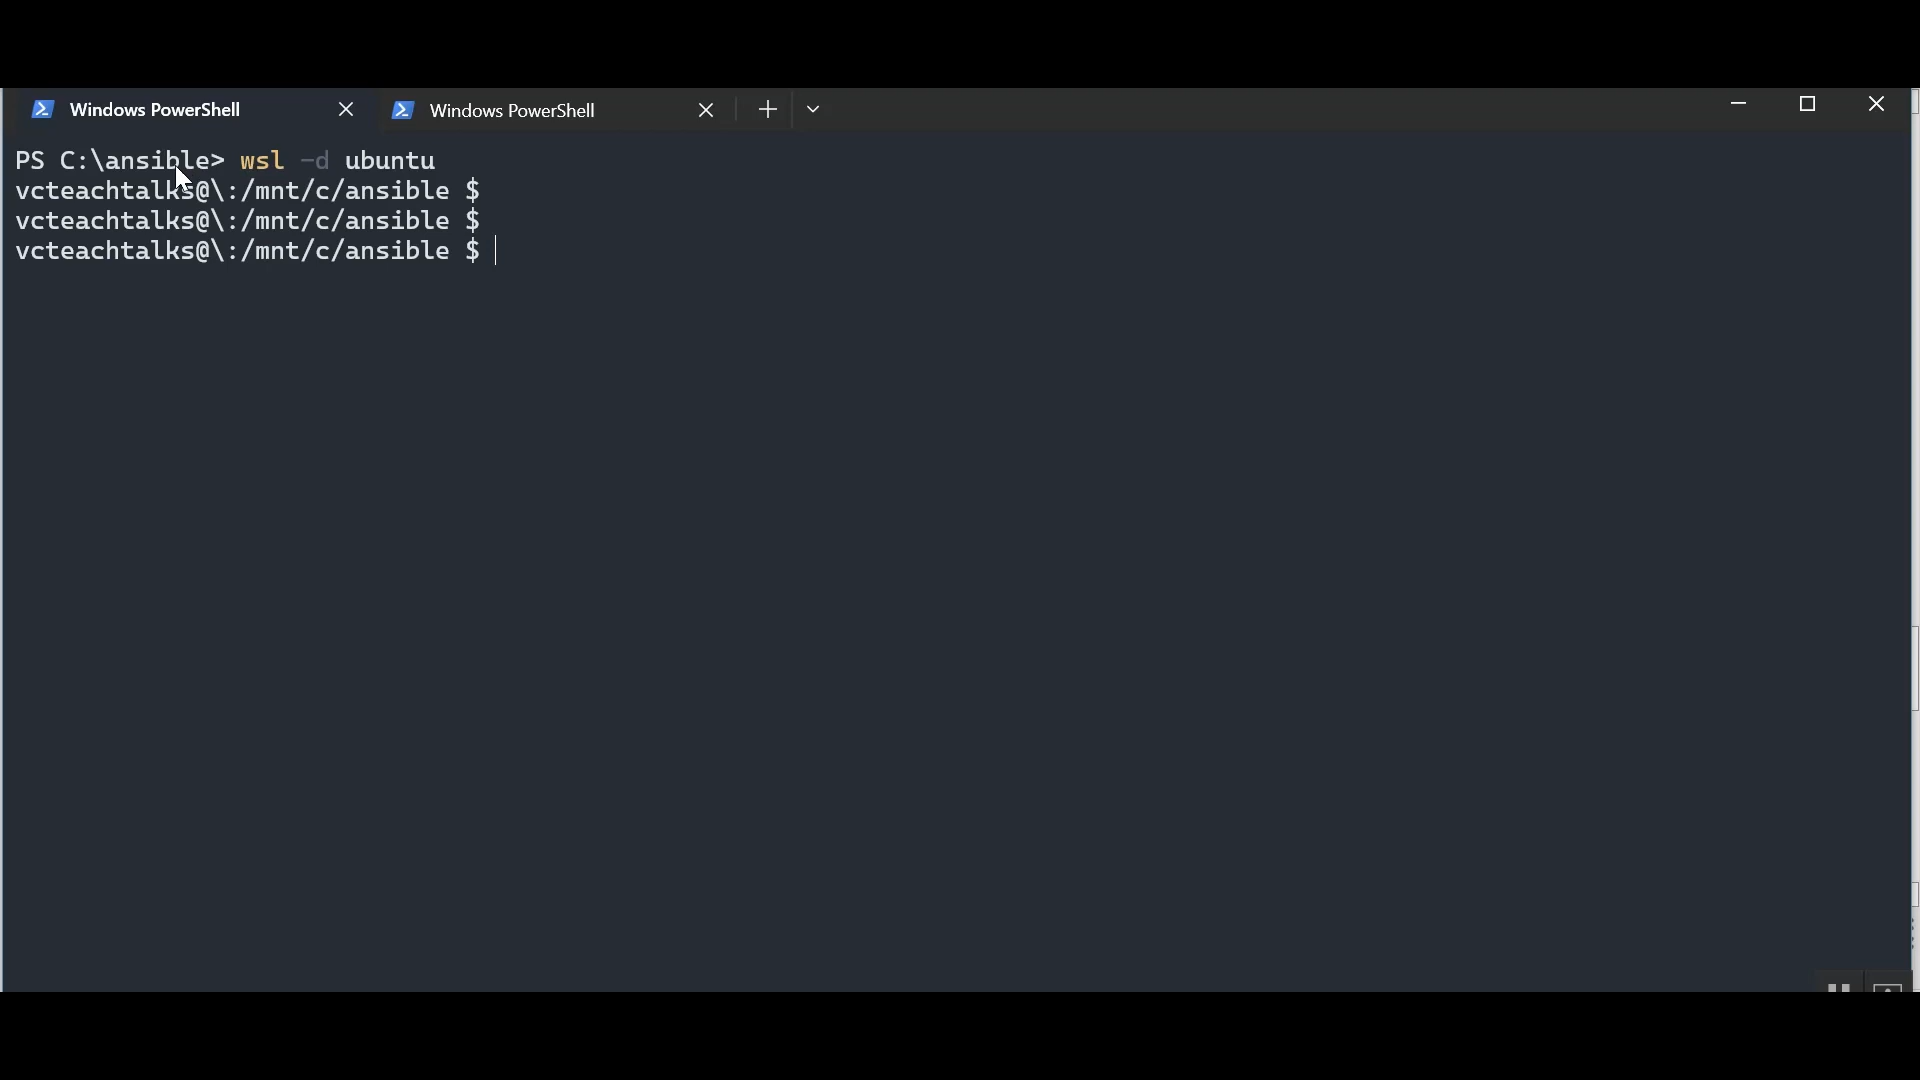 Windows PowerShell
Windows PowerShell
PS C:\ansible> wsl -d ubuntu
vcteachtalks@\:/mnt/c/ansible $
vcteachtalks@\:/mnt/c/ansible $
vcteachtalks@\:/mnt/c/ansible $